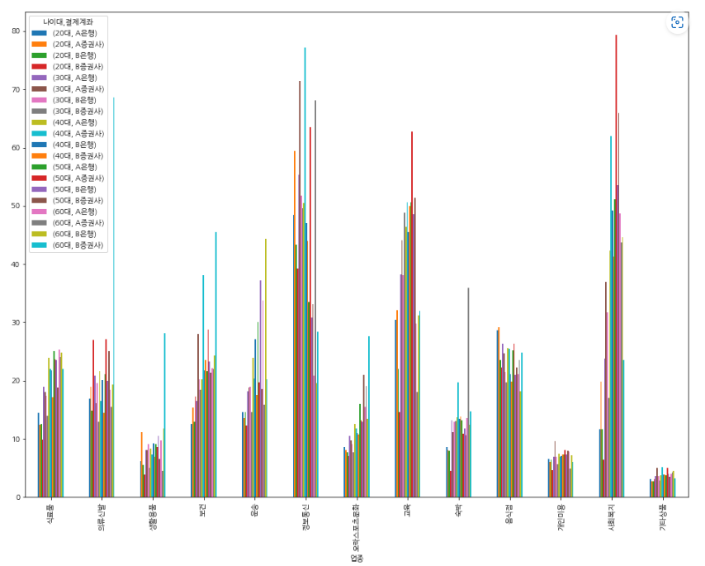 나이대,결제계좌
(20대, A은행)
(20대, A증권사)
(20대, B은행)
(20대, B증권사)
(30대, A은행)
(30대, A증권사)
(30대, B은행)
(30대, B증권사)
(40대, A은행)
(40대, A증권사)
(40대, B은행)
(40대, B증권사)
(50대, A은행)
(50대, A증권사)
(50대, B은행)
(50대, B증권사)
(60대, A은행)
(60대, A증권사)
(60대, B은행)
(60대, B증권사)
80
70
60
50
40
30
20
10
0
식료품
의류신발
생활용품
보건
운송
정보통신
오락스포츠문화
교육
숙박
음식점
개인미용
사회복지
기타상품